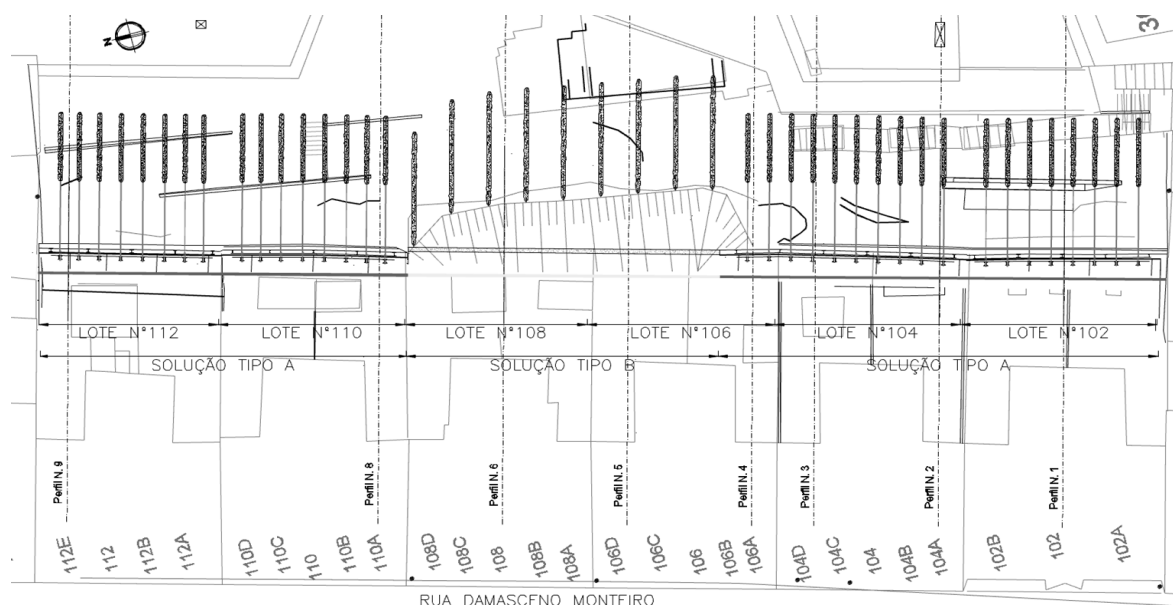 N
39
LOTE N°112 LOTE N°110 LOTE N°108 LOTE N°106 LOTE N°104 LOTE N°102
SOLUÇÃO TIPO A SOLUÇÃO TIPO B SOLUÇÃO TIPO A
Perfil N. 9 Perfil N. 8 Perfil N. 6 Perfil N. 5 Perfil N. 4 Perfil N. 3 Perfil N. 2 Perfil N. 1
112E 112 112B 112A 110D 110C 110 110B 110A 108D 108C 108 108B 108A 106D 106C 106 106B 106A 104D 104C 104 104B 104A 102B 102 102A
RUA DAMASCENO MONTEIRO